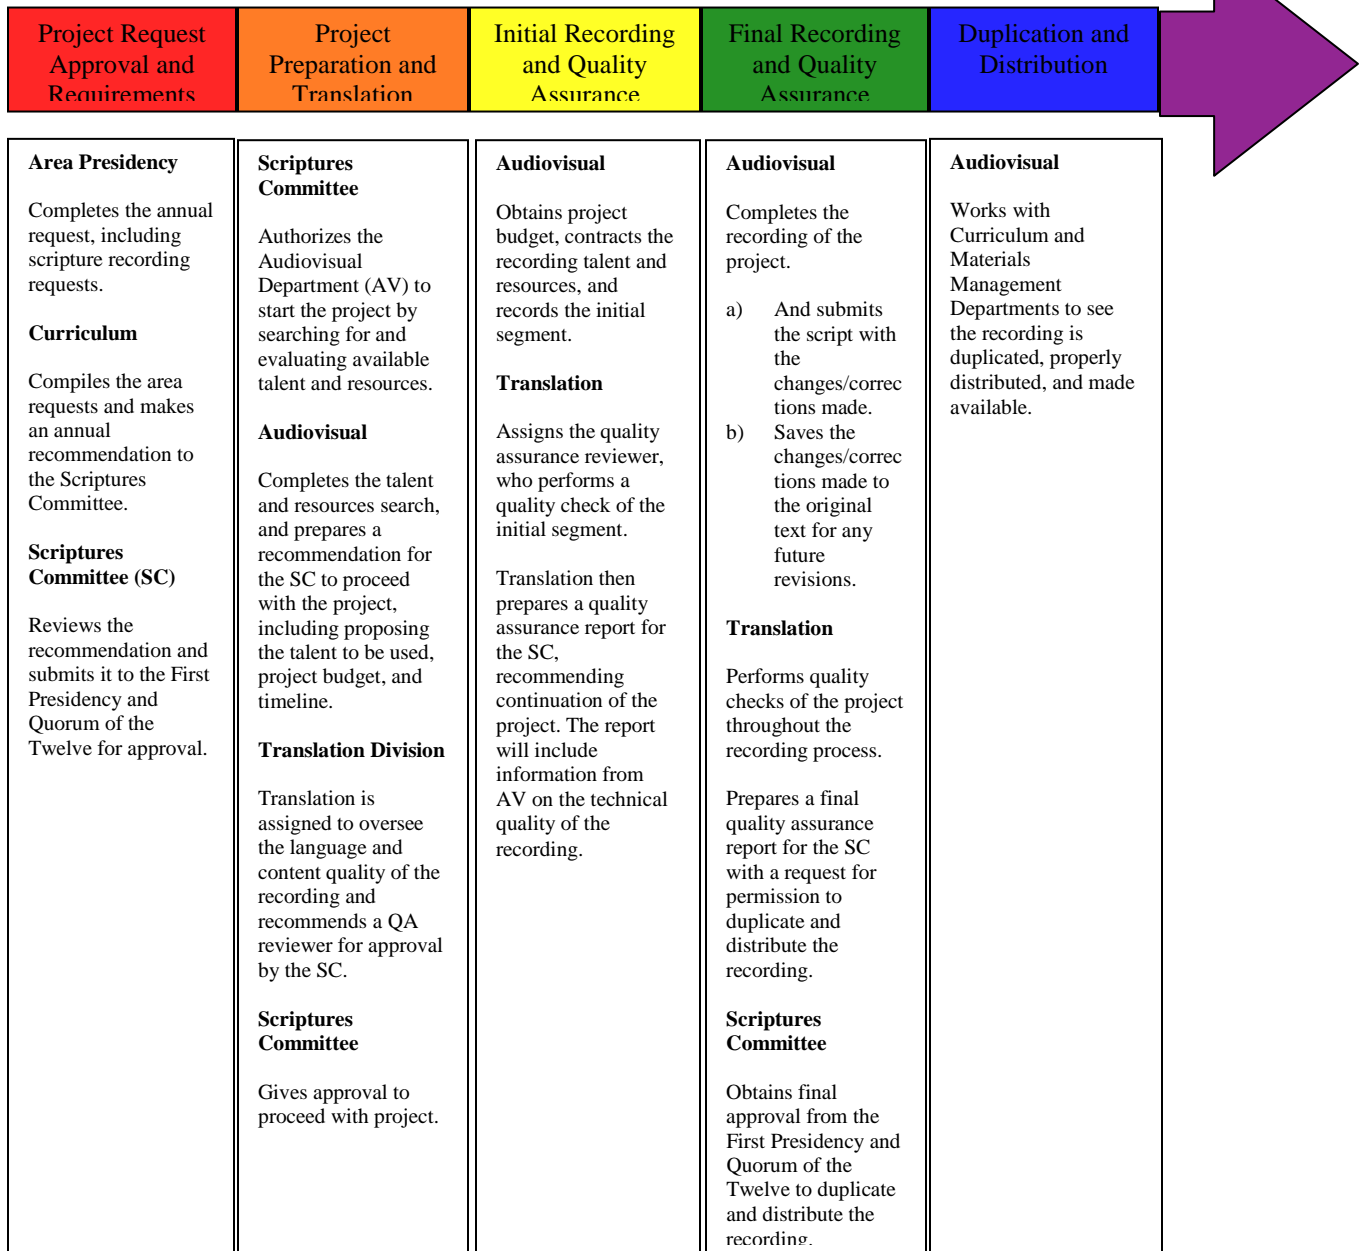 Project Request
Approval and
Requirements
Project
Preparation and
Translation
Initial Recording
and Quality
Assurance
Final Recording
and Quality
Assurance
Duplication and
Distribution
Area Presidency
Completes the annual
request, including
scripture recording
requests.
Curriculum
Compiles the area
requests and makes
an annual
recommendation to
the Scriptures
Committee.
Scriptures
Committee (SC)
Reviews the
recommendation and
submits it to the First
Presidency and
Quorum of the
Twelve for approval.
Scriptures
Committee
Authorizes the
Audiovisual
Department (AV) to
start the project by
searching for and
evaluating available
talent and resources.
Audiovisual
Completes the talent
and resources search,
and prepares a
recommendation for
the SC to proceed
with the project,
including proposing
the talent to be used,
project budget, and
timeline.
Translation Division
Translation is
assigned to oversee
the language and
content quality of the
recording and
recommends a QA
reviewer for approval
by the SC.
Scriptures
Committee
Gives approval to
proceed with project.
Audiovisual
Obtains project
budget, contracts the
recording talent and
resources, and
records the initial
segment.
Translation
Assigns the quality
assurance reviewer,
who performs a
quality check of the
initial segment.
Translation then
prepares a quality
assurance report for
the SC,
recommending
continuation of the
project. The report
will include
information from
AV on the technical
quality of the
recording.
Audiovisual
Completes the
recording of the
project.
a) And submits
the script with
the
changes/correc
tions made.
b) Saves the
changes/correc
tions made to
the original
text for any
future
revisions.
Translation
Performs quality
checks of the project
throughout the
recording process.
Prepares a final
quality assurance
report for the SC
with a request for
permission to
duplicate and
distribute the
recording.
Scriptures
Committee
Obtains final
approval from the
First Presidency and
Quorum of the
Twelve to duplicate
and distribute the
recording.
Audiovisual
Works with
Curriculum and
Materials
Management
Departments to see
the recording is
duplicated, properly
distributed, and made
available.